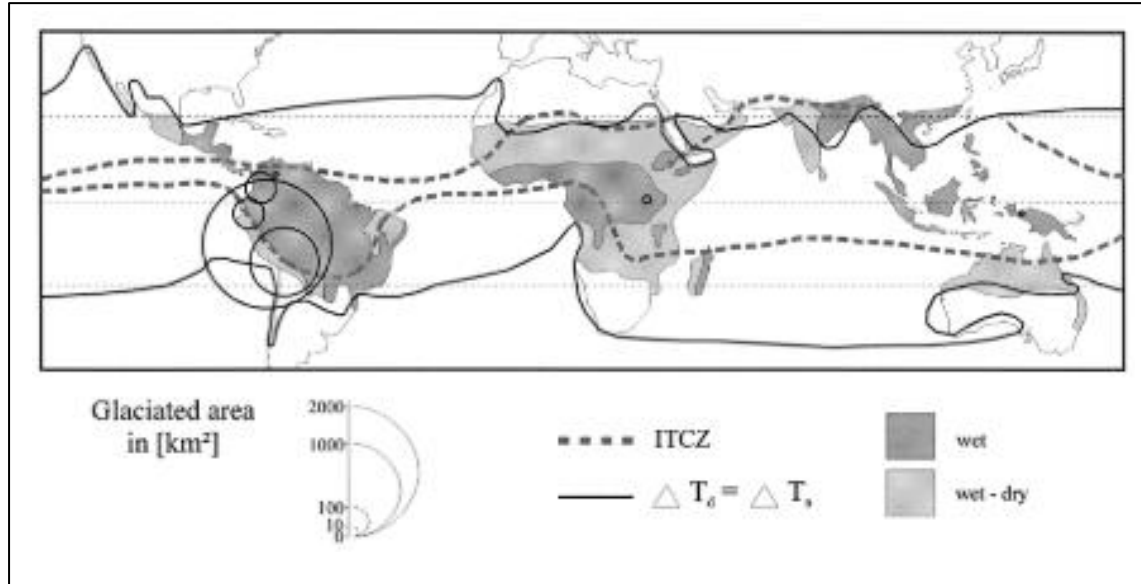 Glaciated area
in [km²]
2000
1000
100
10
0
ITCZ
△ T_d = △ T_s
wet
wet - dry